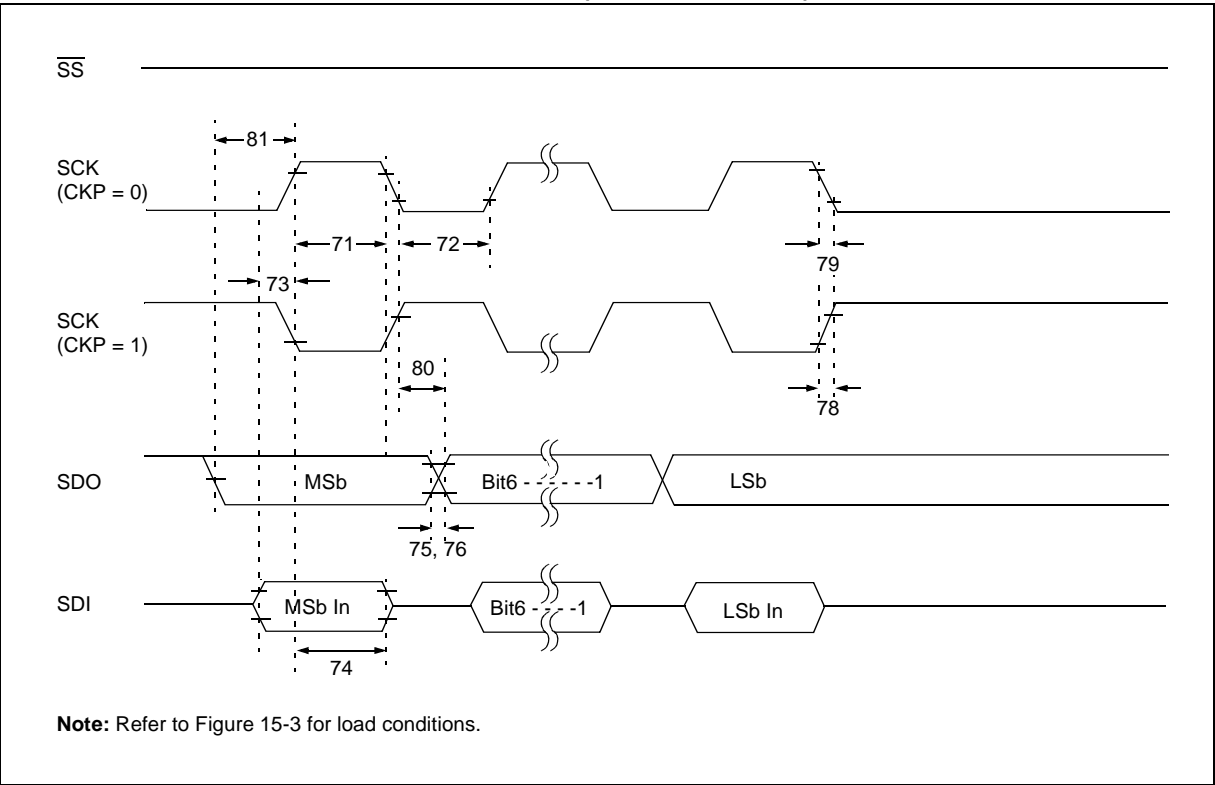 SS
81
SCK
(CKP = 0)
71
72
79
73
SCK
(CKP = 1)
80
78
SDO
MSb
Bit6 - - - - - - -1
LSb
75, 76
SDI
MSb In
Bit6 - - - - -1
LSb In
74
Note: Refer to Figure 15-3 for load conditions.